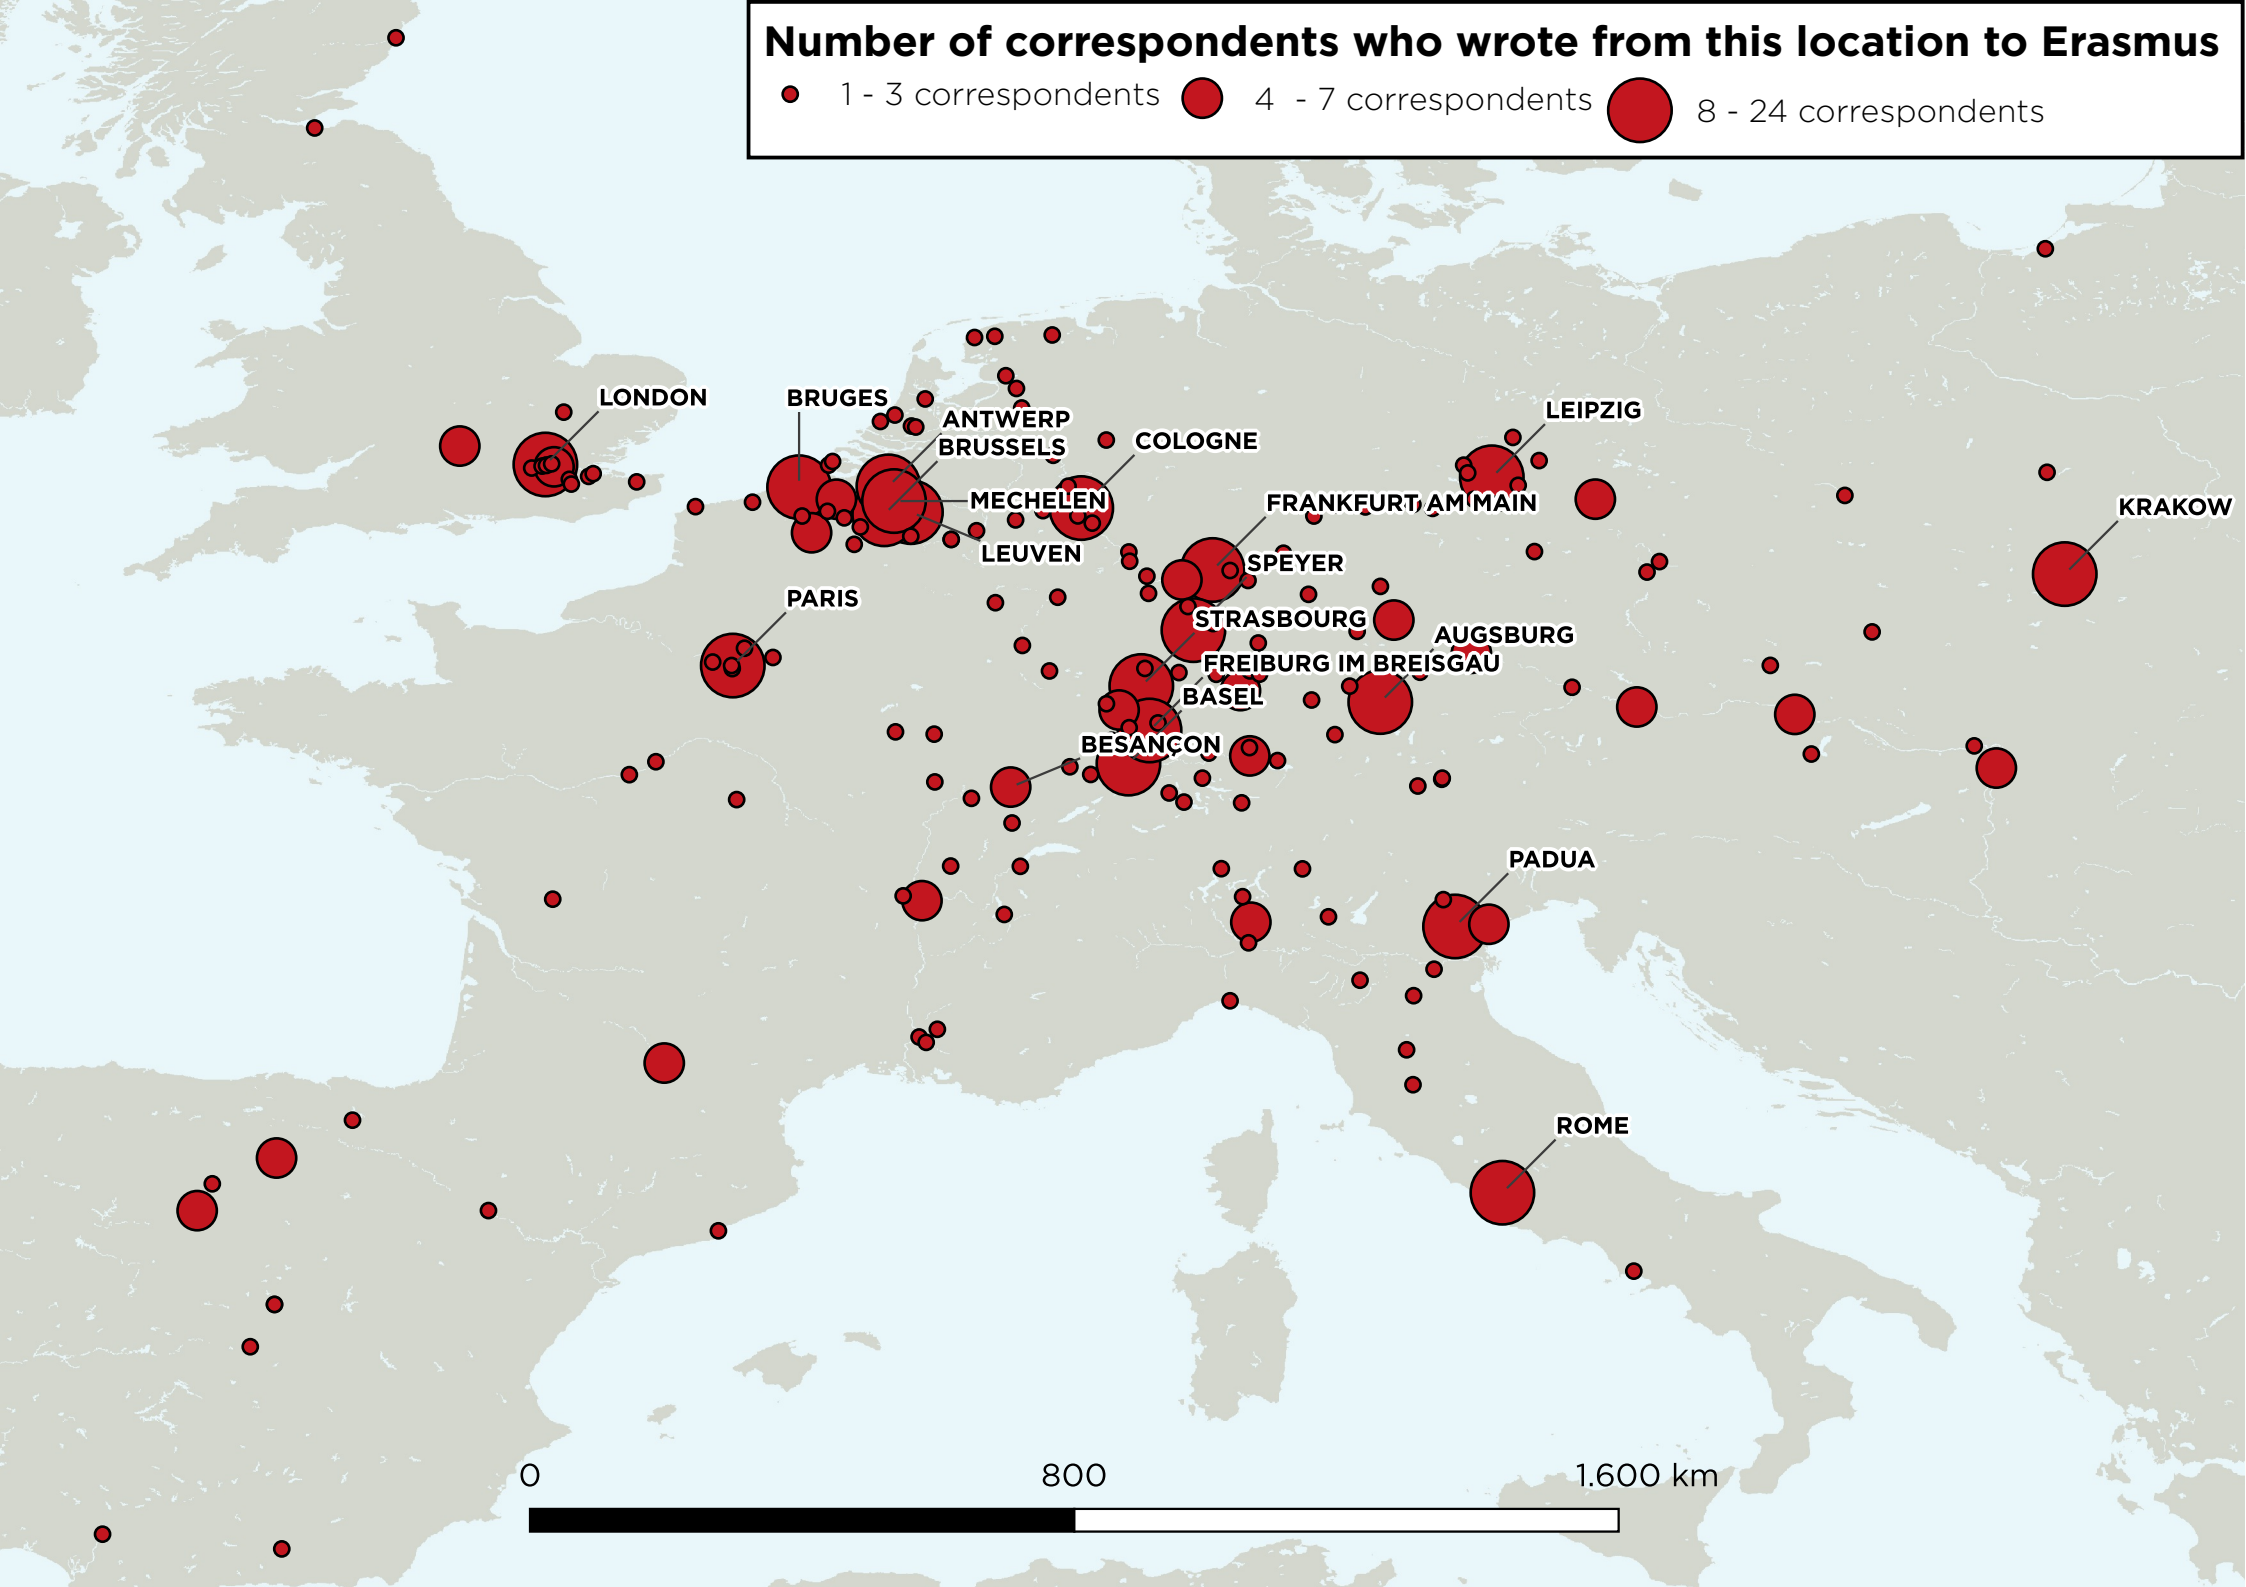 Number of correspondents who wrote from this location to Erasmus
1 - 3 correspondents
4 - 7 correspondents
8 - 24 correspondents
LONDON
BRUGES
ANTWERP
BRUSSELS
COLOGNE
LEIPZIG
MECHELEN
FRANKFURT AM MAIN
KRAKOW
LEUVEN
SPEYER
PARIS
STRASBOURG
AUGSBURG
FREIBURG IM BREISGAU
BASEL
BESANÇON
PADUA
ROME
0 800 1.600 km